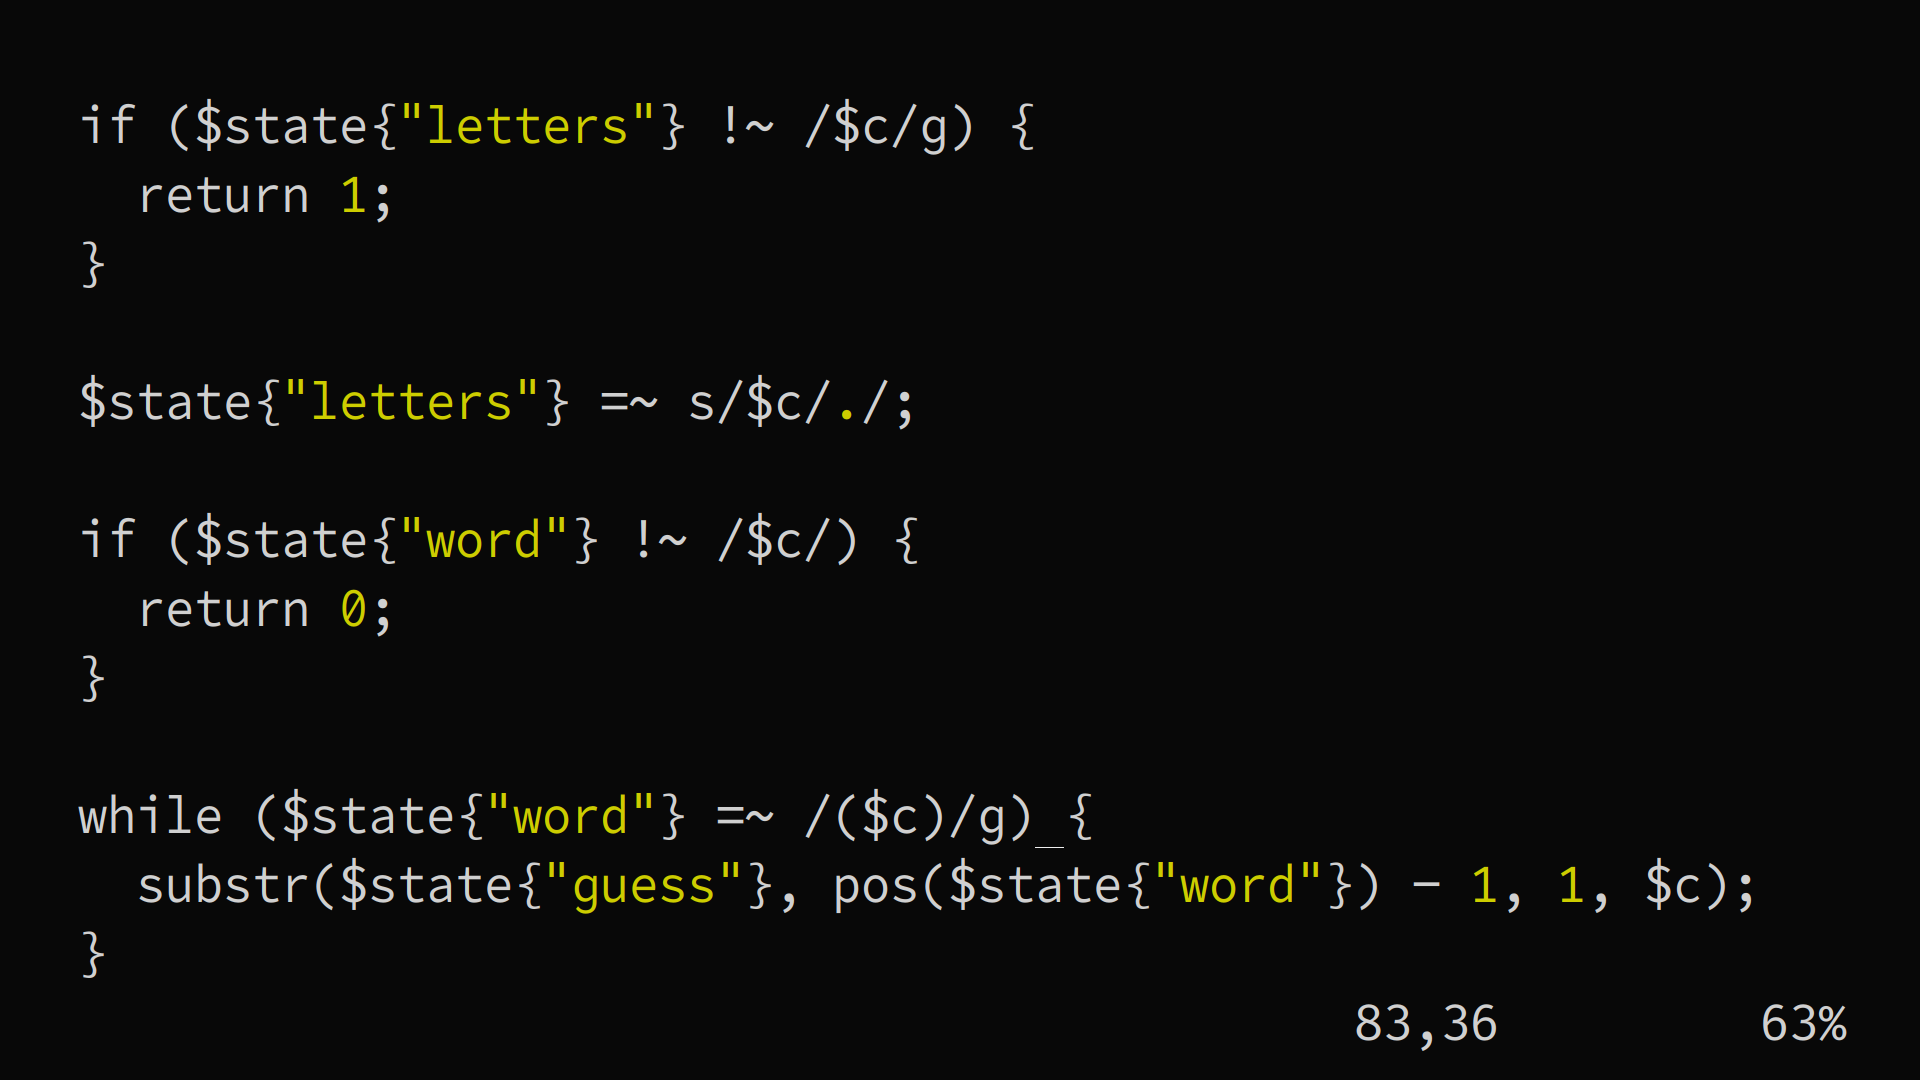 if ($state{"letters"} !~ /$c/g) {
  return 1;
}

$state{"letters"} =~ s/$c/./;

if ($state{"word"} !~ /$c/) {
  return 0;
}

while ($state{"word"} =~ /($c)/g) {
  substr($state{"guess"}, pos($state{"word"}) - 1, 1, $c);
}
83,36 63%